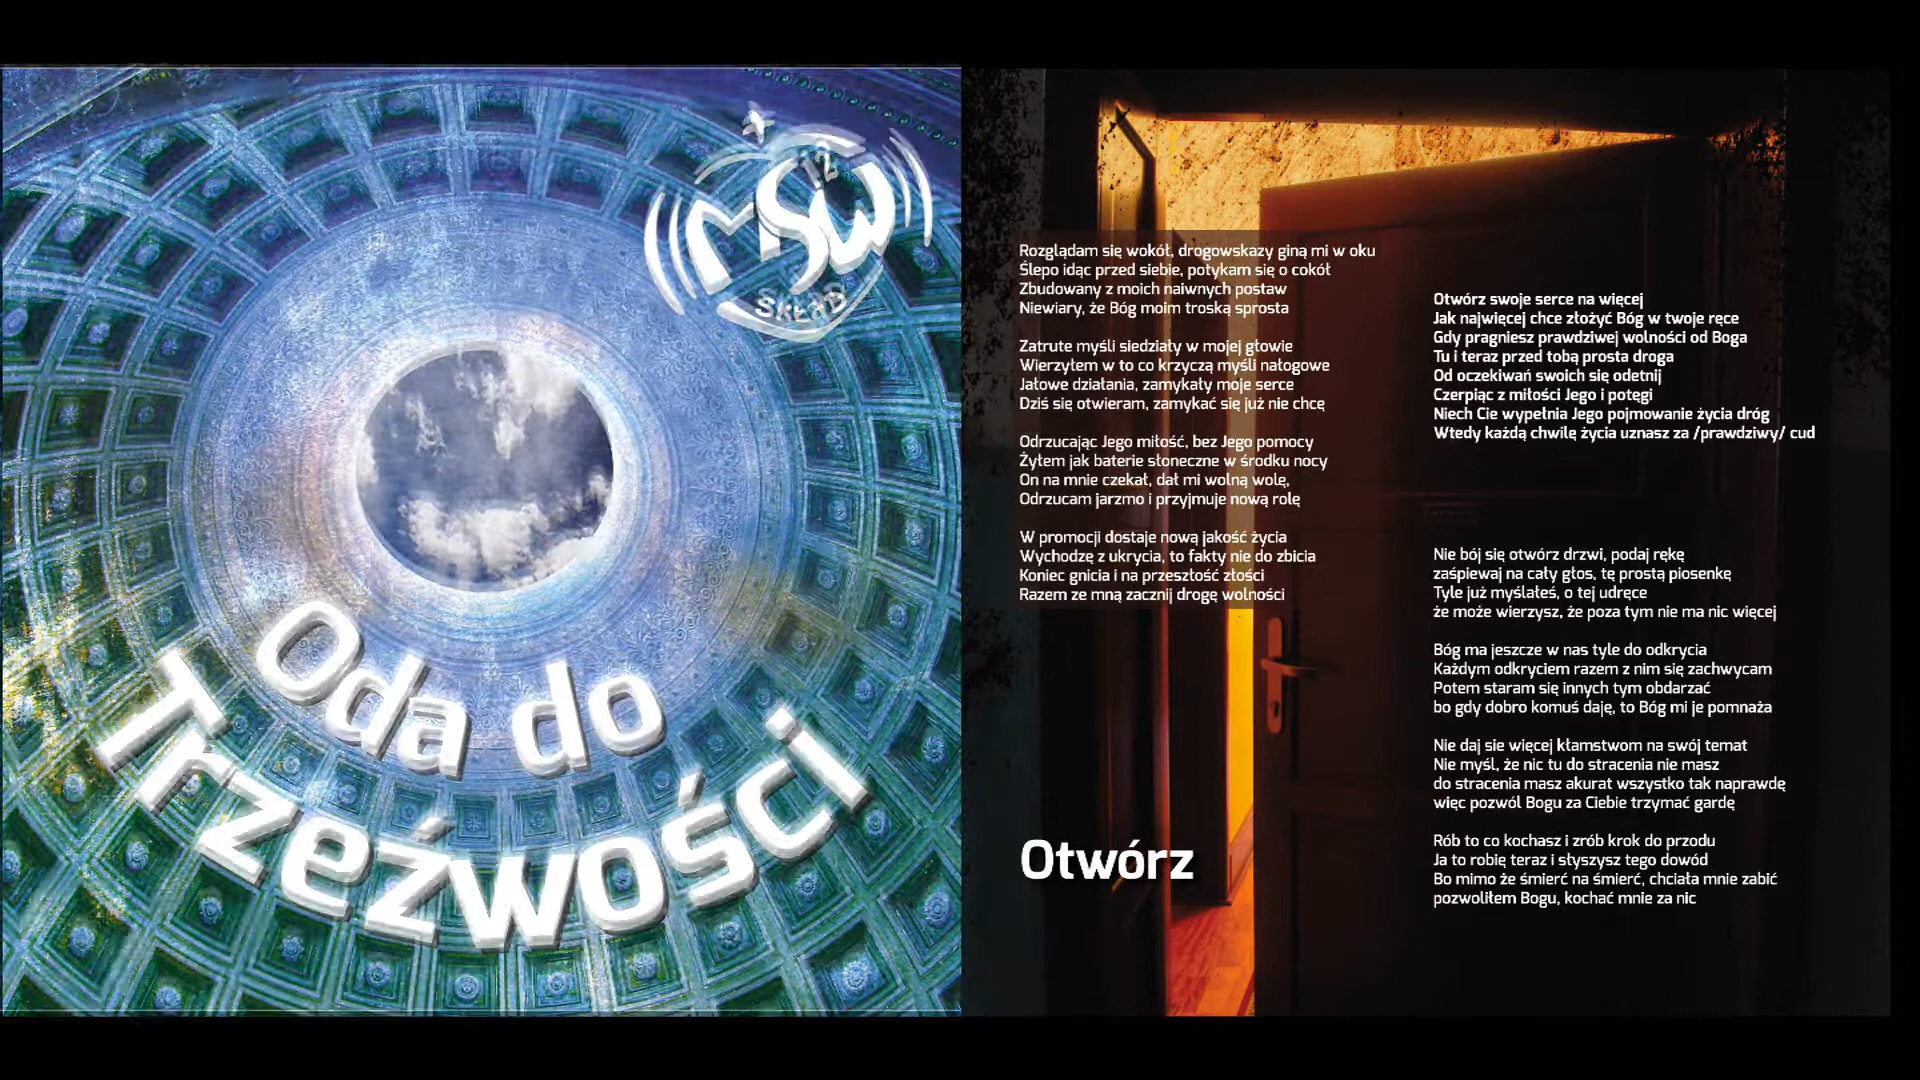 12
MSW
SKŁAD
Oda do
Trzeźwości
Rozglądam się wokół, drogowskazy giną mi w oku
Ślepo idąc przed siebie, potykam się o cokół
Zbudowany z moich naiwnych postaw
Niewiary, że Bóg moim troską sprosta
Zatrute myśli siedziały w mojej głowie
Wierzyłem w to co krzyczą myśli nałogowe
Jałowe działania, zamykały moje serce
Dziś się otwieram, zamykać się już nie chcę
Odrzucając Jego miłość, bez Jego pomocy
Żyłem jak baterie słoneczne w środku nocy
On na mnie czekał, dał mi wolną wolę,
Odrzucam jarzmo i przyjmuje nową rolę
W promocji dostaje nową jakość życia
Wychodzę z ukrycia, to fakty nie do zbicia
Koniec gnicia i na przeszłość złości
Razem ze mną zacznij drogę wolności
Otwórz
Otwórz swoje serce na więcej
Jak najwięcej chce złożyć Bóg w twoje ręce
Gdy pragniesz prawdziwej wolności od Boga
Tu i teraz przed tobą prosta droga
Od oczekiwań swoich się odetnij
Czerpiąc z miłości Jego i potęgi
Niech Cie wypełnia Jego pojmowanie życia dróg
Wtedy każdą chwilę życia uznasz za /prawdziwy/ cud
Nie bój się otwórz drzwi, podaj rękę
zaśpiewaj na cały głos, tę prostą piosenkę
Tyle już myślałeś, o tej udręce
że może wierzysz, że poza tym nie ma nic więcej
Bóg ma jeszcze w nas tyle do odkrycia
Każdym odkryciem razem z nim się zachwycam
Potem staram się innych tym obdarzać
bo gdy dobro komuś daję, to Bóg mi je pomnaża
Nie daj sie więcej kłamstwom na swój temat
Nie myśl, że nic tu do stracenia nie masz
do stracenia masz akurat wszystko tak naprawdę
więc pozwól Bogu za Ciebie trzymać gardę
Rób to co kochasz i zrób krok do przodu
Ja to robię teraz i słyszysz tego dowód
Bo mimo że śmierć na śmierć, chciała mnie zabić
pozwoliłem Bogu, kochać mnie za nic